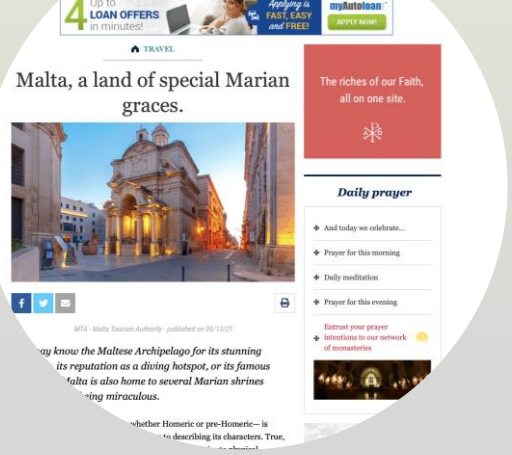 4 Up to
LOAN OFFERS
in minutes!
Applying is
FAST, EASY
and FREE!
myAutoloan
APPLY NOW!
TRAVEL
Malta, a land of special Marian
graces.
MTA - Malta Tourism Authority - published on 05/13/21
may know the Maltese Archipelago for its stunning
its reputation as a diving hotspot, or its famous
Malta is also home to several Marian shrines
being miraculous.
whether Homeric or pre-Homeric— is
to describing its characters. True,
physical
The riches of our Faith,
all on one site.
Daily prayer
And today we celebrate...
Prayer for this morning
Daily meditation
Prayer for this evening
Entrust your prayer
intentions to our network
of monasteries